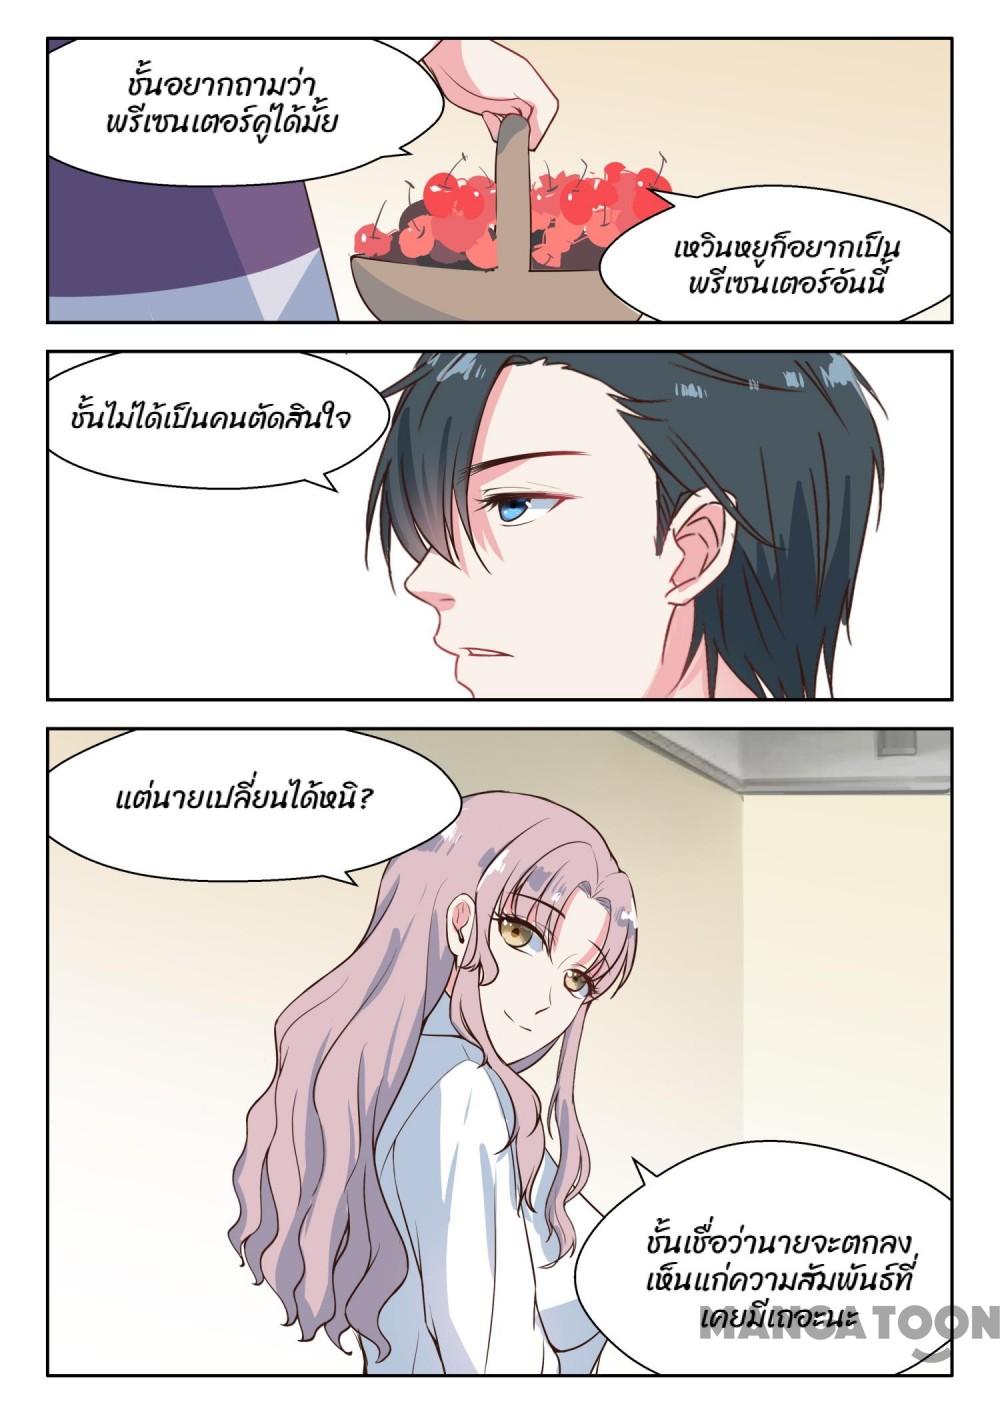 ชั้นอยากถามว่า
พรีเซนเตอร์คู่ได้มั้ย
เหวินหยูก็อยากเป็น
พรีเซนเตอร์อันนี้
ชั้นไม่ได้เป็นคนตัดสินใจ
แต่นายเปลี่ยนได้หนิ?
ชั้นเชื่อว่านายจะตกลง
เห็นแก่ความสัมพันธ์ที่
เคยมีเถอะนะ
MANGATOON